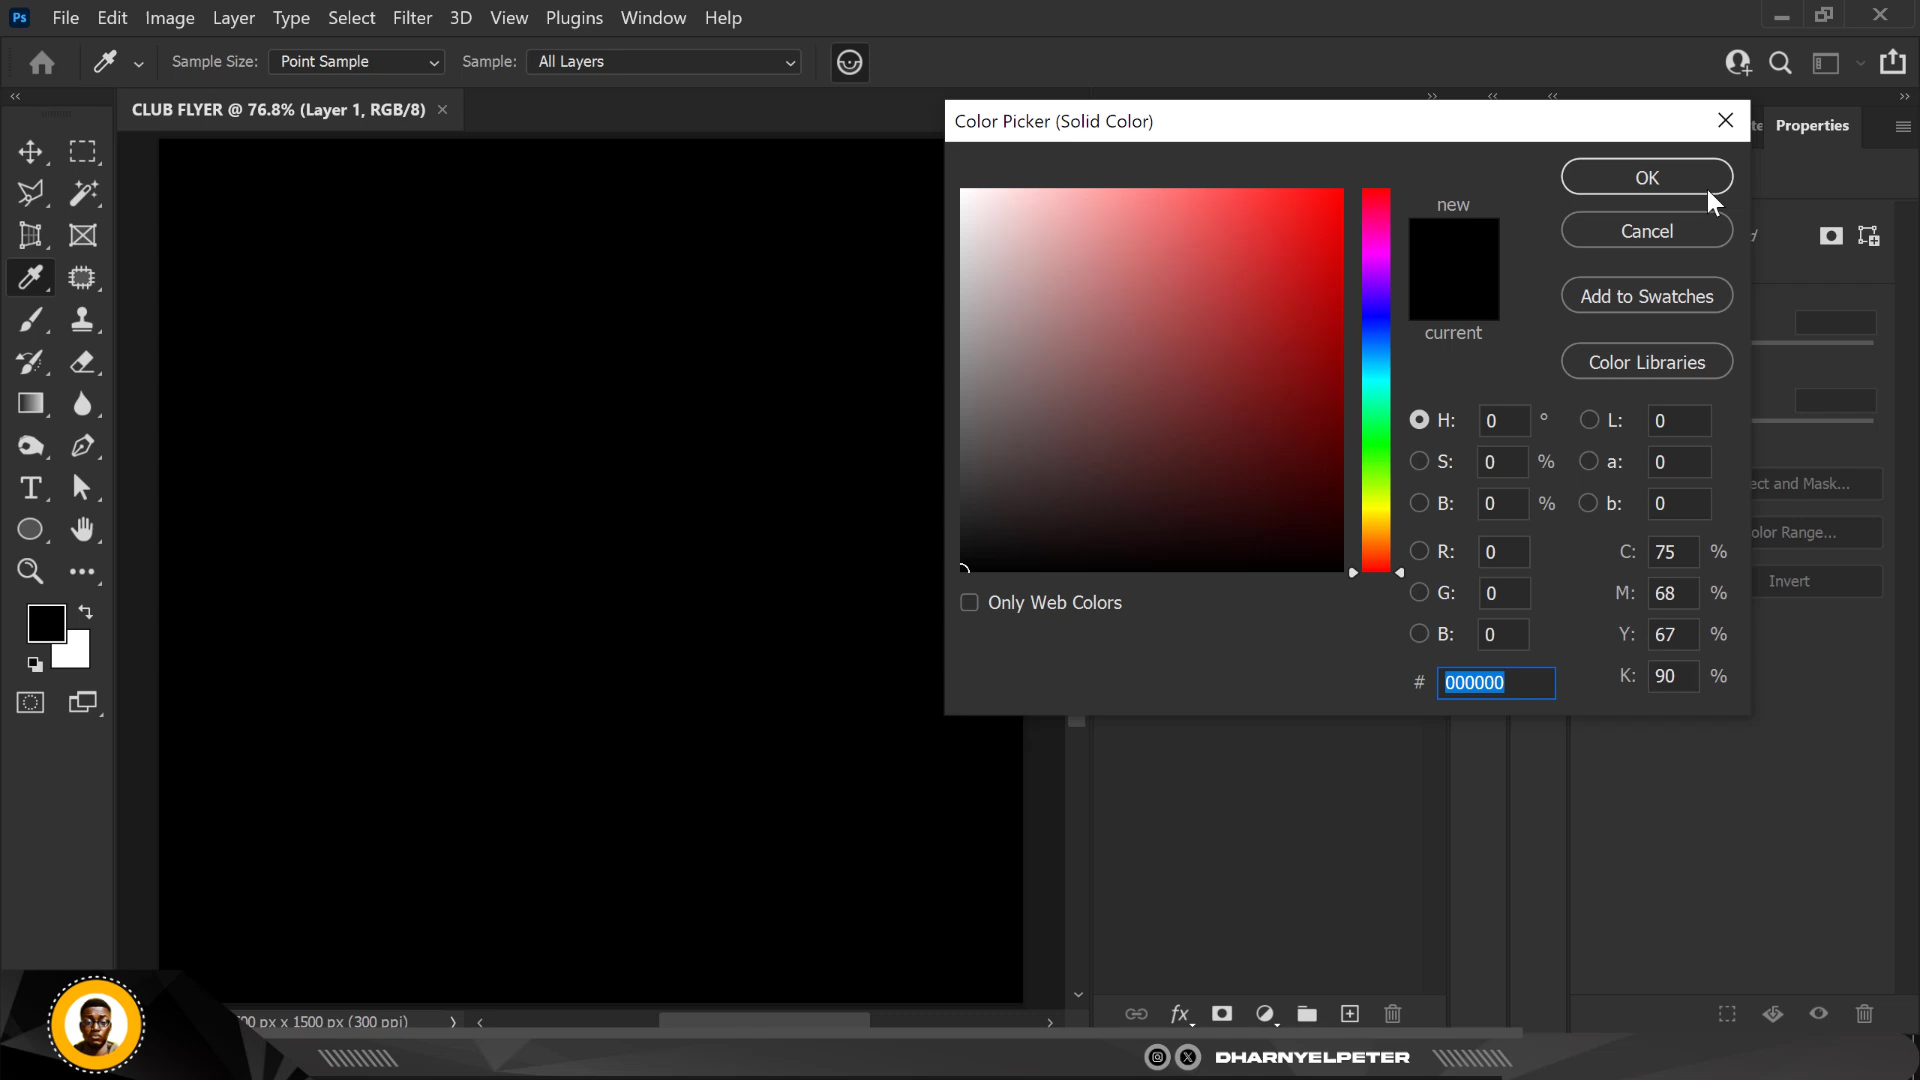 Ps File Edit Image Layer Type Select Filter 3D View Plugins Window Help
Sample Size: Point Sample Sample: All Layers
CLUB FLYER @ 76.8% (Layer 1, RGB/8)
Properties
Color Picker (Solid Color)
OK
new
Cancel
Add to Swatches
current
Color Libraries
H: 0 ° L: 0
S: 0 % a: 0
B: 0 % b: 0
R: 0 C: 75 %
G: 0 M: 68 %
B: 0 Y: 67 %
# 000000 K: 90 %
Only Web Colors
ect and Mask...
olor Range...
Invert
T
fx
00 px x 1500 px (300 ppi)
DHARNYELPETER